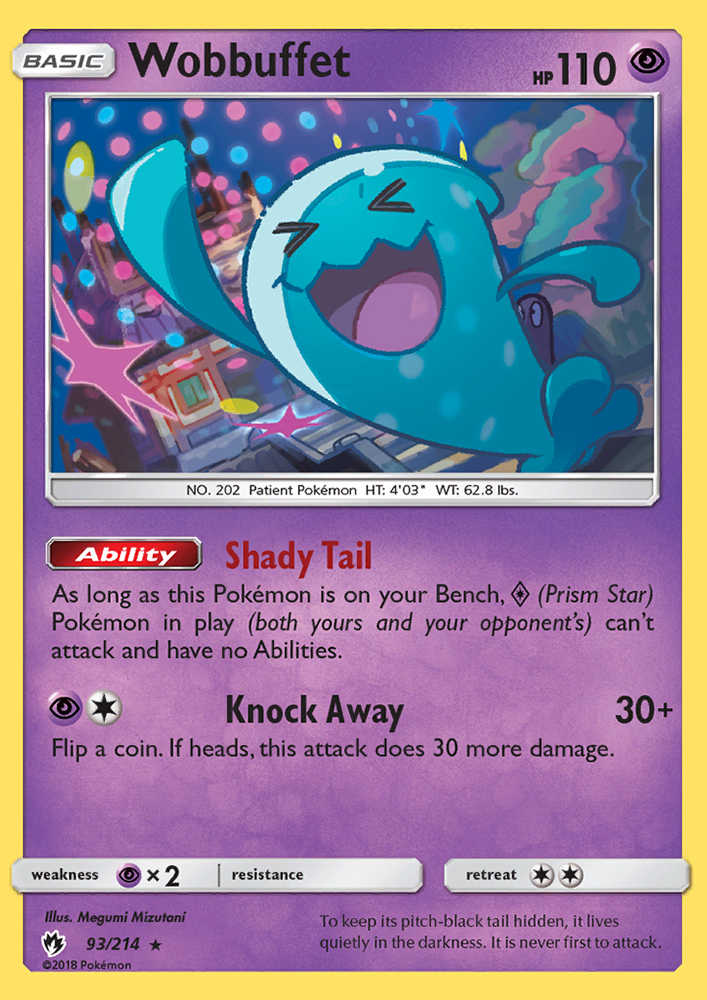 BASIC Wobbuffet HP 110
NO. 202 Patient Pokémon HT: 4'03" WT: 62.8 lbs.
Ability Shady Tail
As long as this Pokémon is on your Bench, (Prism Star)
Pokémon in play (both yours and your opponent's) can't
attack and have no Abilities.
Knock Away 30+
Flip a coin. If heads, this attack does 30 more damage.
weakness ×2 resistance retreat
Illus. Megumi Mizutani
93/214 ★
©2018 Pokémon
To keep its pitch-black tail hidden, it lives
quietly in the darkness. It is never first to attack.